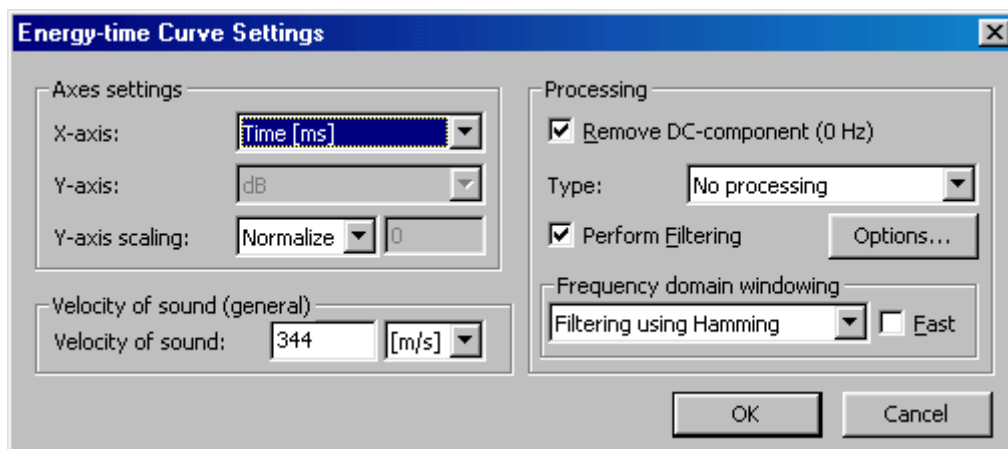 Energy-time Curve Settings
Axes settings
X-axis: Time [ms]
Y-axis: dB
Y-axis scaling: Normalize 0
Velocity of sound (general)
Velocity of sound: 344 [m/s]
Processing
Remove DC-component (0 Hz)
Type: No processing
Perform Filtering Options...
Frequency domain windowing
Filtering using Hamming Fast
OK Cancel